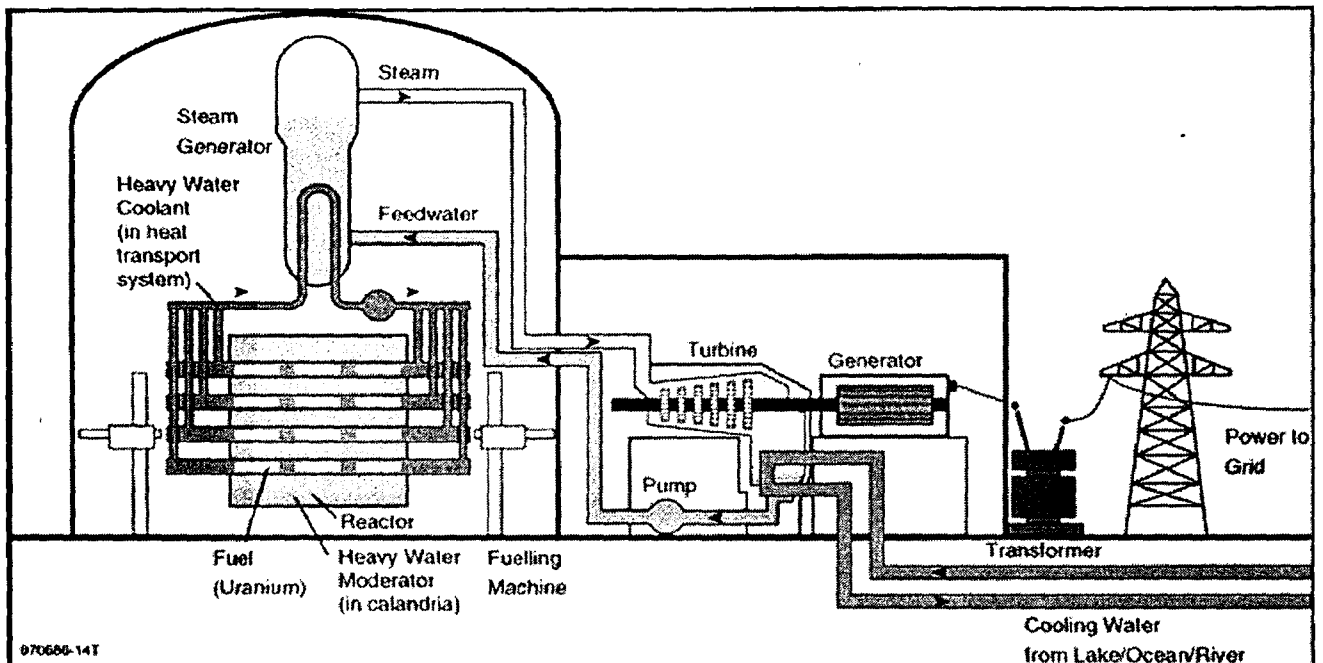 Steam
Steam
Generator
Heavy Water
Coolant
(in heat
transport
system)
Feedwater
Turbine
Generator
Power to
Grid
Pump
Reactor
Fuel
(Uranium)
Heavy Water
Moderator
(in calandria)
Fuelling
Machine
Transformer
Cooling Water
from Lake/Ocean/River
970686-14T